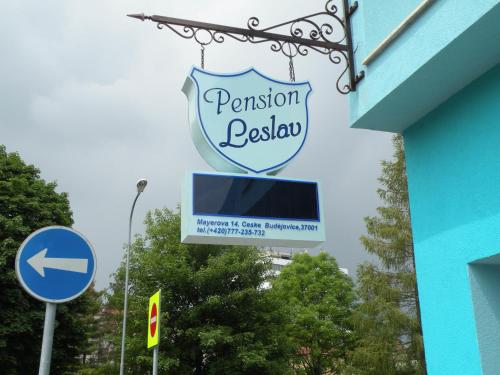 Pension
Leslav
Mayerova 14, Ceske Budejovice,37001
tel.(+420)777-235-732